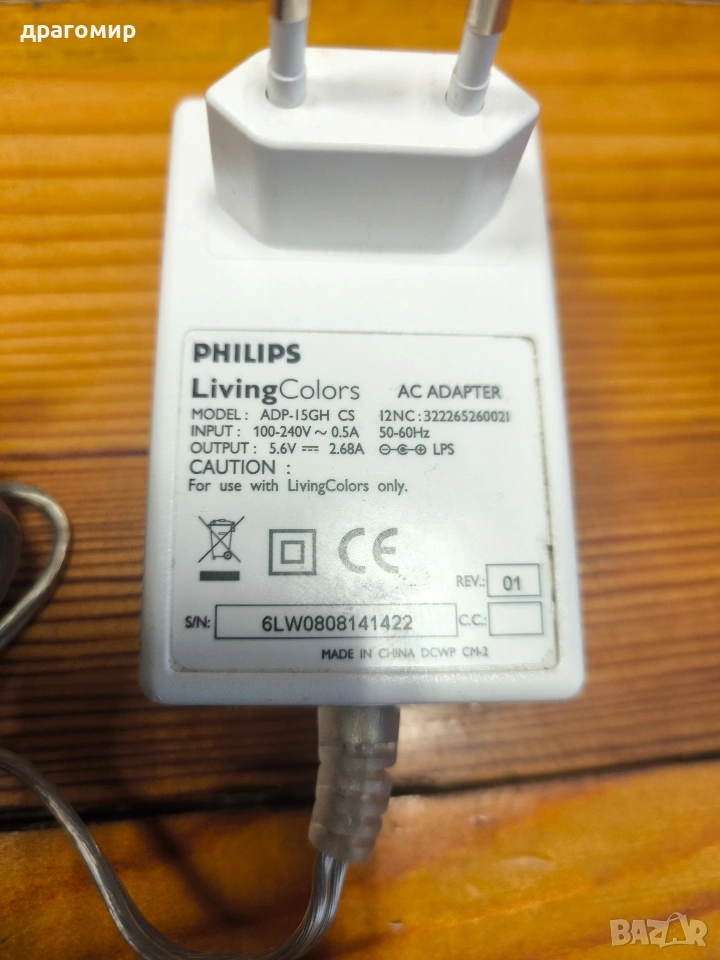 драгомир
PHILIPS
LivingColors AC ADAPTER
MODEL : ADP-15GH CS 12NC :322265260021
INPUT : 100-240V ~ 0.5A 50-60Hz
OUTPUT : 5.6V ⎓ 2.68A LPS
CAUTION :
For use with LivingColors only.
CE
REV.: 01
S/N: 6LW0808141422 C.C.:
MADE IN CHINA DCWP CM-2
BAZAR